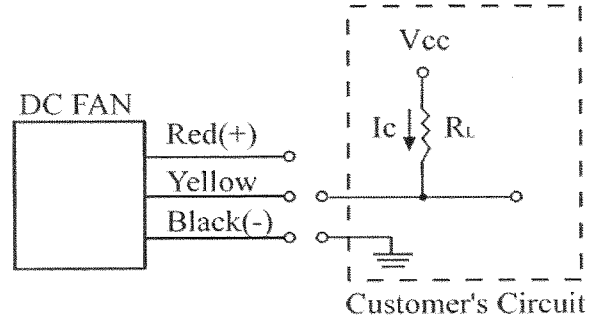 Vcc
DC FAN
Red(+)
Ic
RL
Yellow
Black(-)
Customer's Circuit